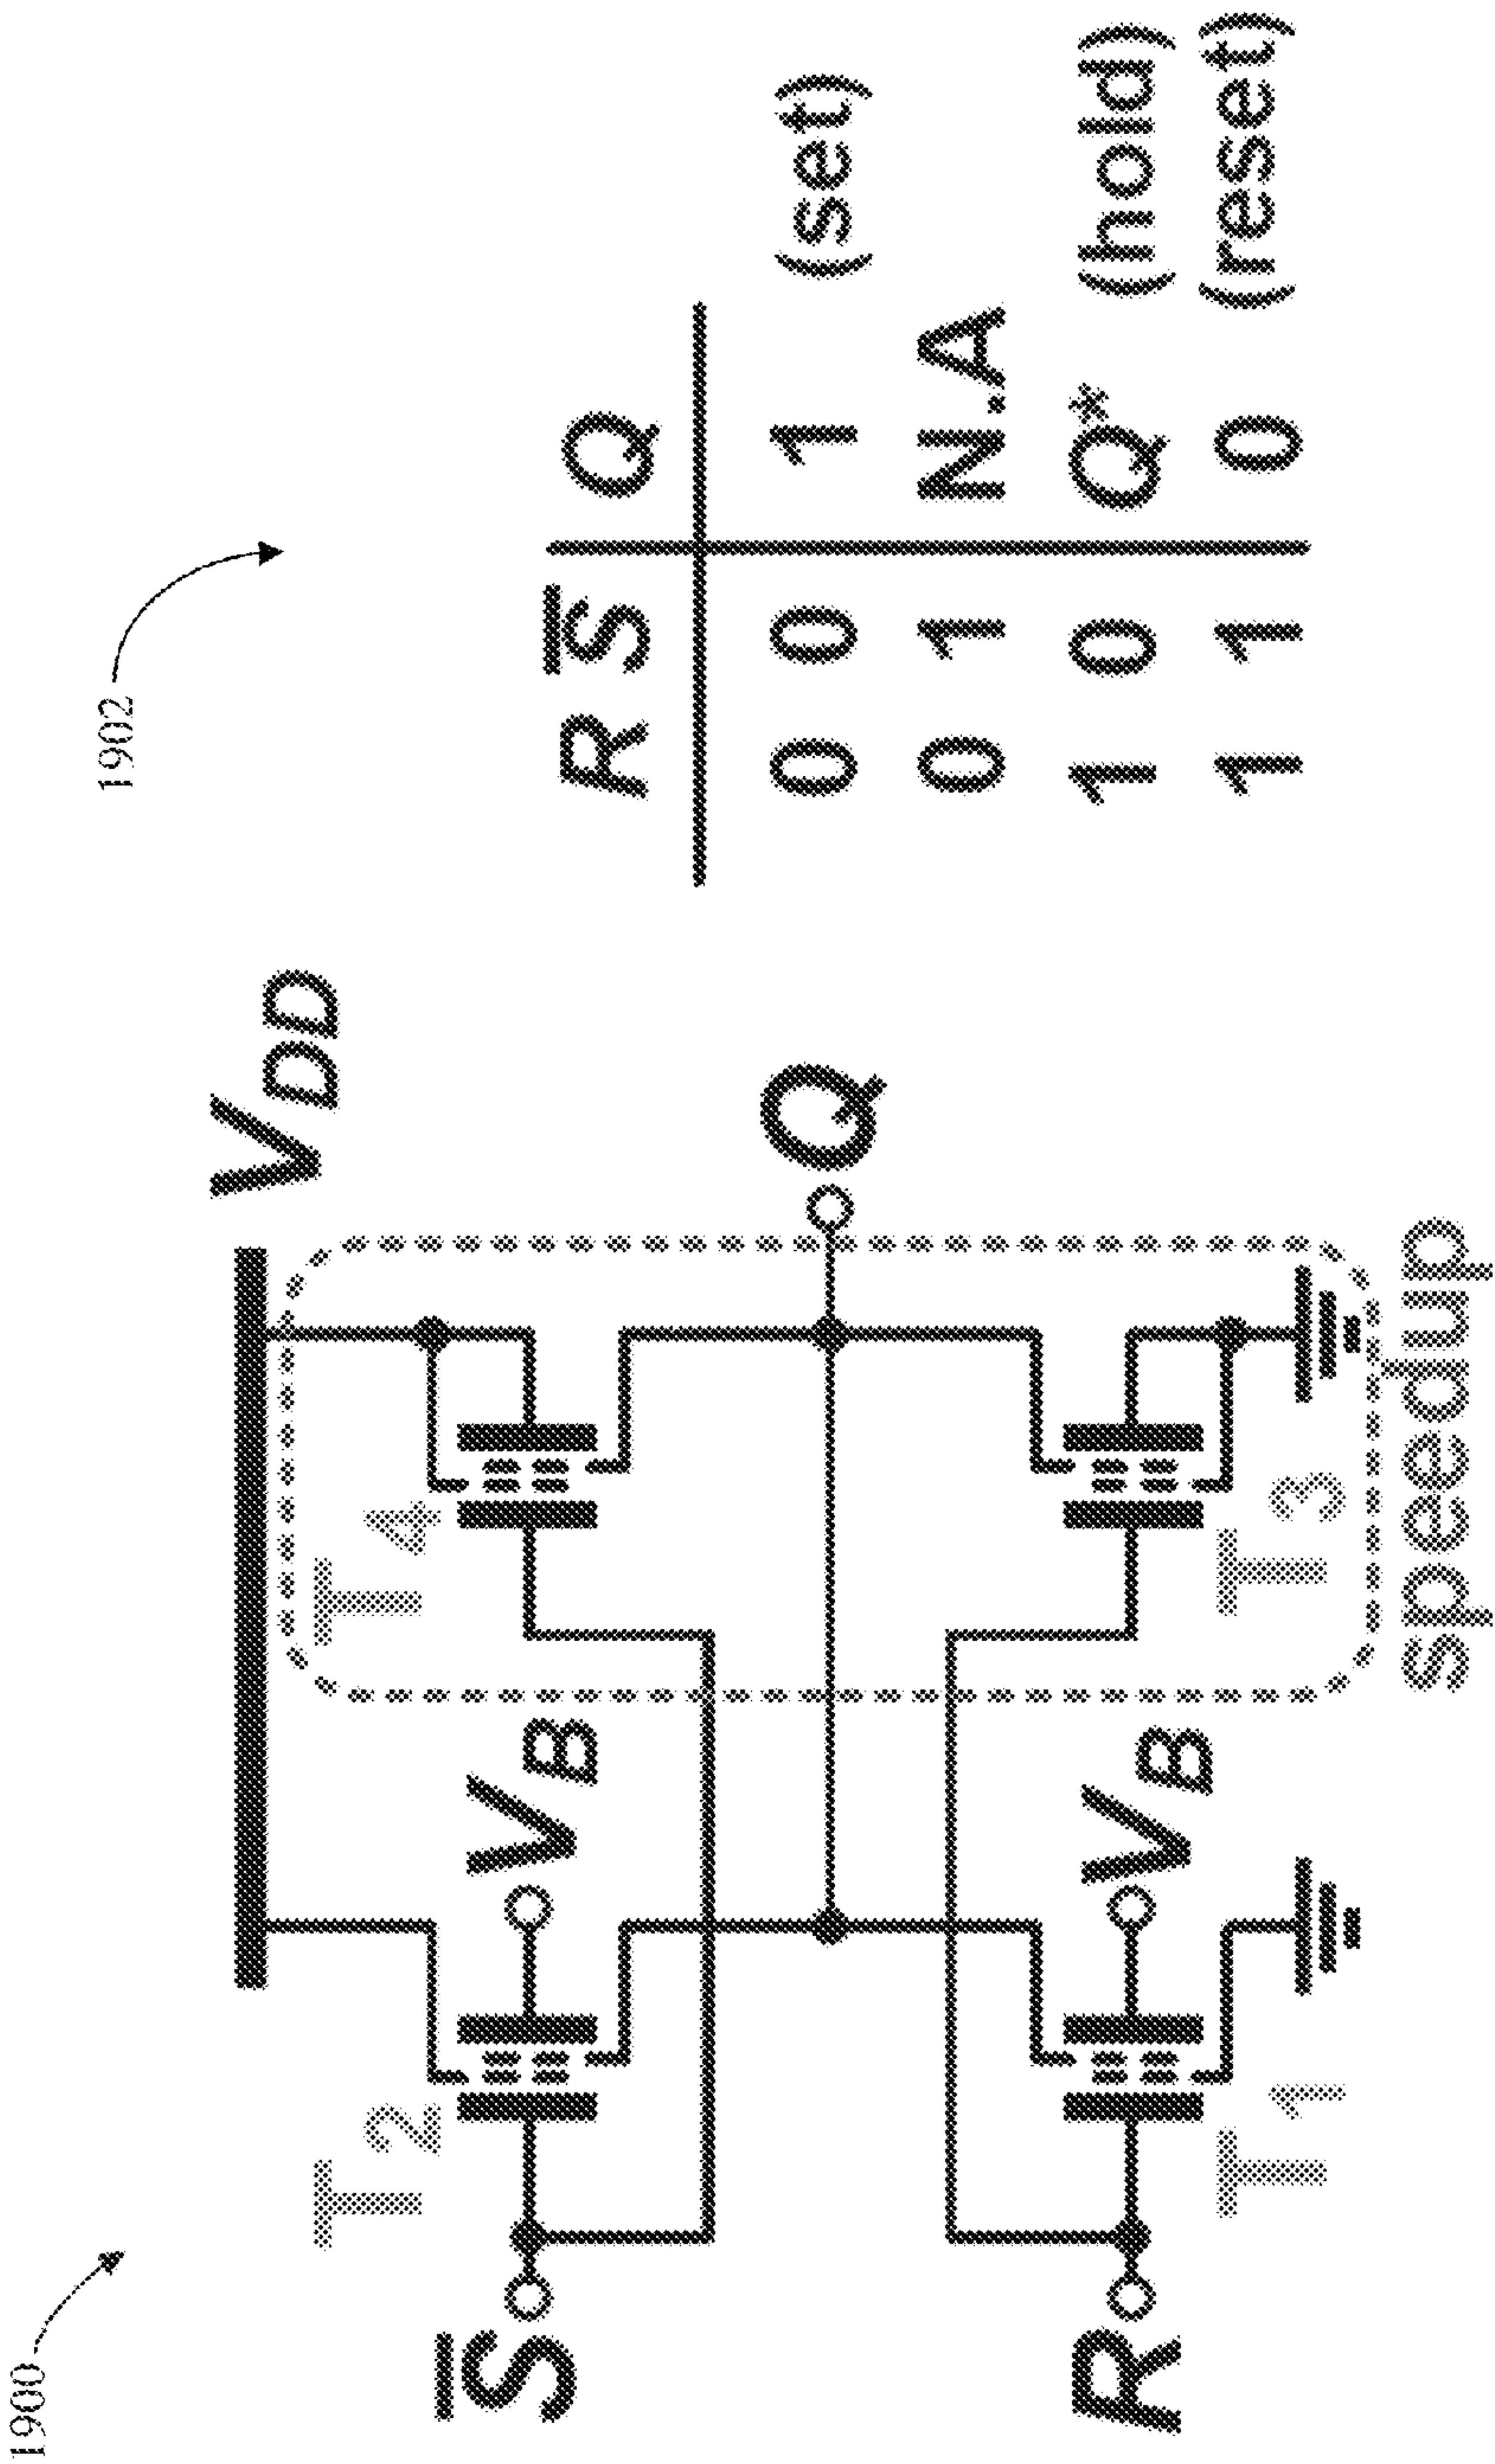 1900
1902
V_DD
S̅
T2
V_B
T4
Q
R
T1
V_B
T3
speedup
R S̅ Q
0 0 1 (set)
0 1 N.A
1 0 Q* (hold)
1 1 0 (reset)